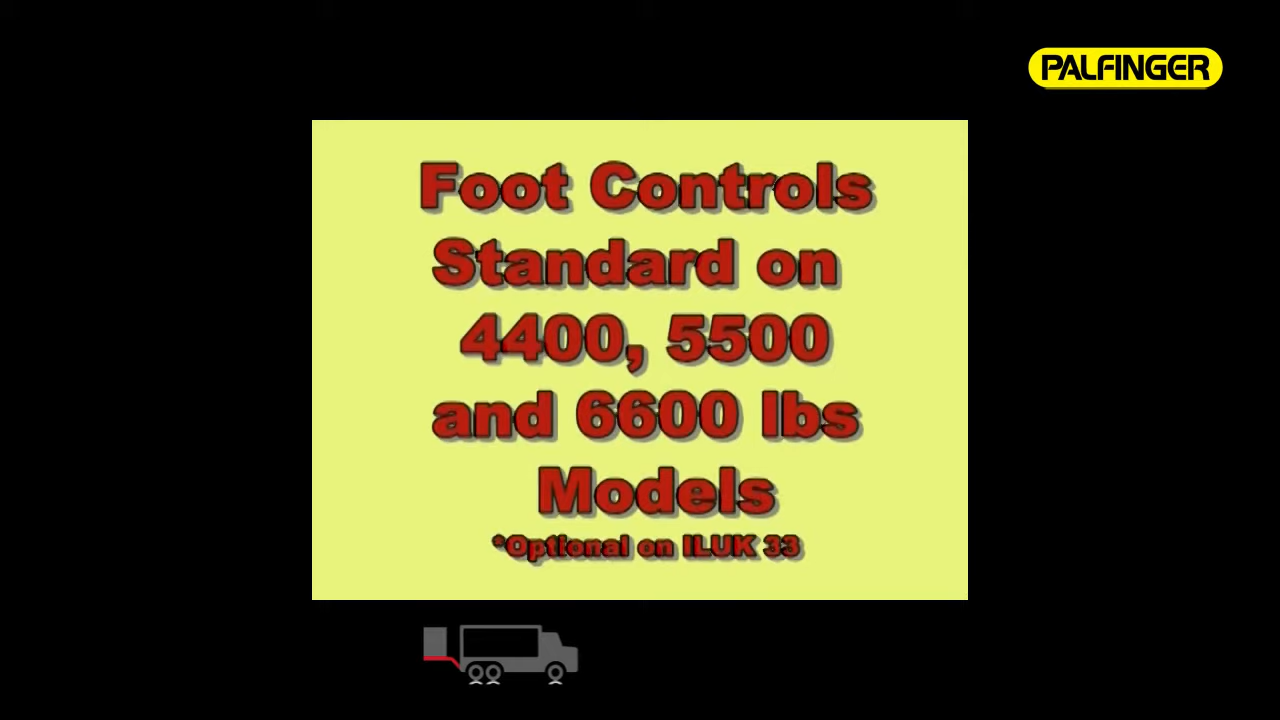 PALFINGER
Foot Controls
Standard on
4400, 5500
and 6600 lbs
Models
*Optional on ILUK 33